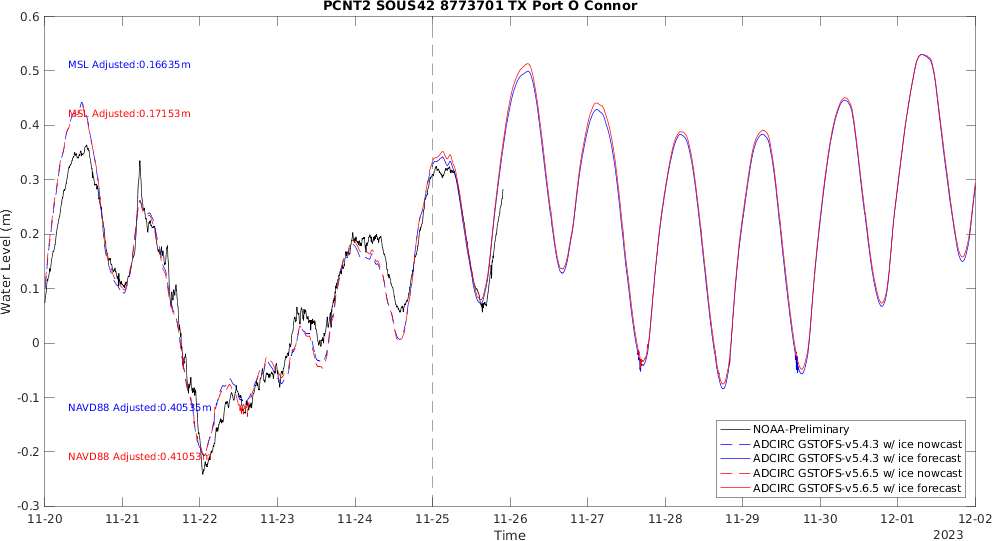 PCNT2 SOUS42 8773701 TX Port O Connor
0.6
0.5
0.4
0.3
0.2
0.1
0
-0.1
-0.2
-0.3
Water Level (m)
MSL Adjusted:0.16635m
MSL Adjusted:0.17153m
NAVD88 Adjusted:0.40535m
NAVD88 Adjusted:0.41053m
NOAA-Preliminary
ADCIRC GSTOFS-v5.4.3 w/ ice nowcast
ADCIRC GSTOFS-v5.4.3 w/ ice forecast
ADCIRC GSTOFS-v5.6.5 w/ ice nowcast
ADCIRC GSTOFS-v5.6.5 w/ ice forecast
11-20 11-21 11-22 11-23 11-24 11-25 11-26 11-27 11-28 11-29 11-30 12-01 12-02
Time
2023